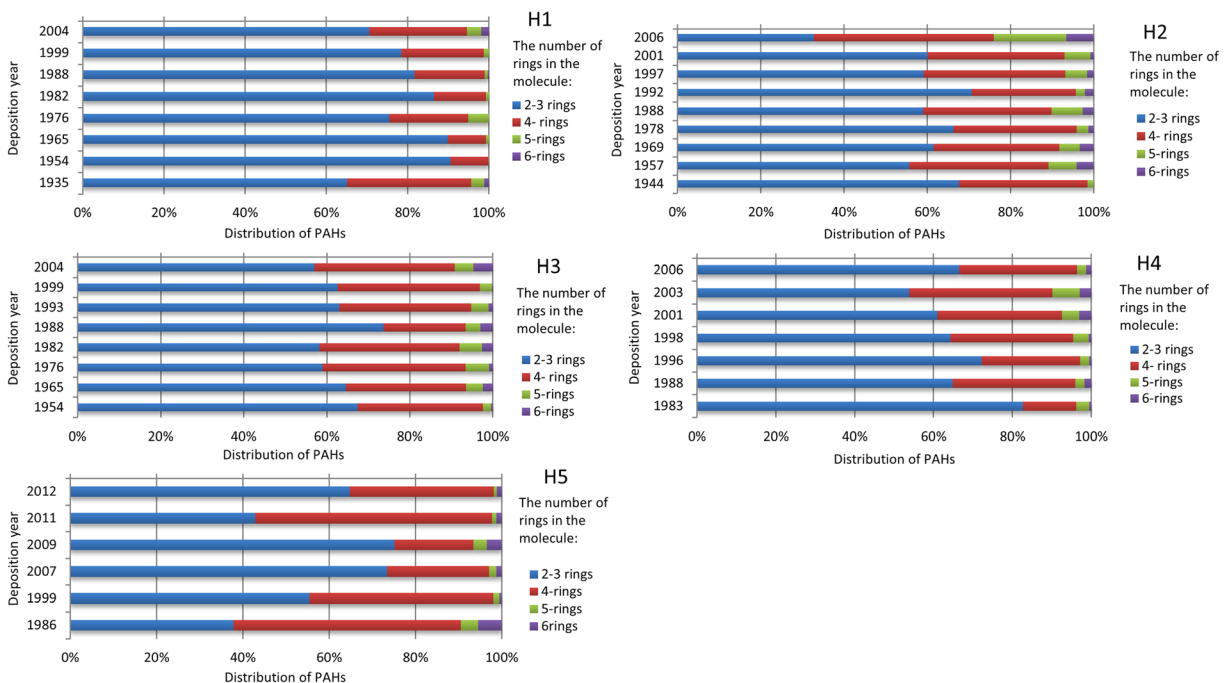 H1
The number of
rings in the
molecule:
2-3 rings
4- rings
5-rings
6-rings
Deposition year
2004
1999
1988
1982
1976
1965
1954
1935
0% 20% 40% 60% 80% 100%
Distribution of PAHs
H2
The number of
rings in the
molecule:
2-3 rings
4- rings
5-rings
6-rings
Deposition year
2006
2001
1997
1992
1988
1978
1969
1957
1944
0% 20% 40% 60% 80% 100%
Distribution of PAHs
H3
The number of
rings in the
molecule:
2-3 rings
4- rings
5-rings
6-rings
Deposition year
2004
1999
1993
1988
1982
1976
1965
1954
0% 20% 40% 60% 80% 100%
Distribution of PAHs
H4
The number of
rings in the
molecule:
2-3 rings
4- rings
5-rings
6-rings
Deposition year
2006
2003
2001
1998
1996
1988
1983
0% 20% 40% 60% 80% 100%
Distribution of PAHs
H5
The number of
rings in the
molecule:
2-3 rings
4-rings
5-rings
6rings
Deposition year
2012
2011
2009
2007
1999
1986
0% 20% 40% 60% 80% 100%
Distribution of PAHs